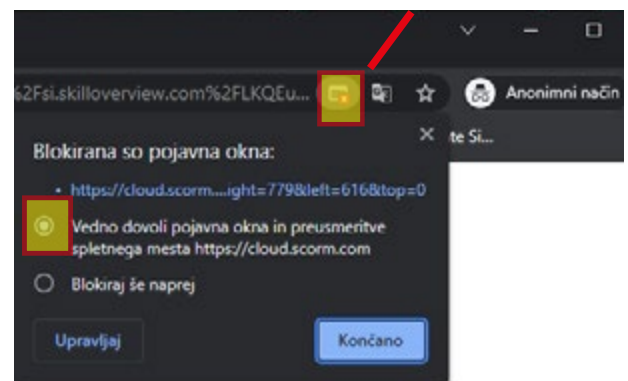 %2Fsi.skilloverview.com%2FLKQEu...
Anonimni način
te Si...
Blokirana so pojavna okna:
https://cloud.scorm....ight=779&left=616&top=0
Vedno dovoli pojavna okna in preusmeritve
spletnega mesta https://cloud.scorm.com
Blokiraj še naprej
Upravljaj
Končano